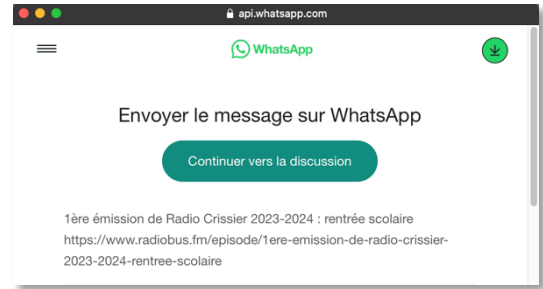 api.whatsapp.com
WhatsApp
Envoyer le message sur WhatsApp
Continuer vers la discussion
1ère émission de Radio Crissier 2023-2024 : rentrée scolaire
https://www.radiobus.fm/episode/1ere-emission-de-radio-crissier-
2023-2024-rentree-scolaire